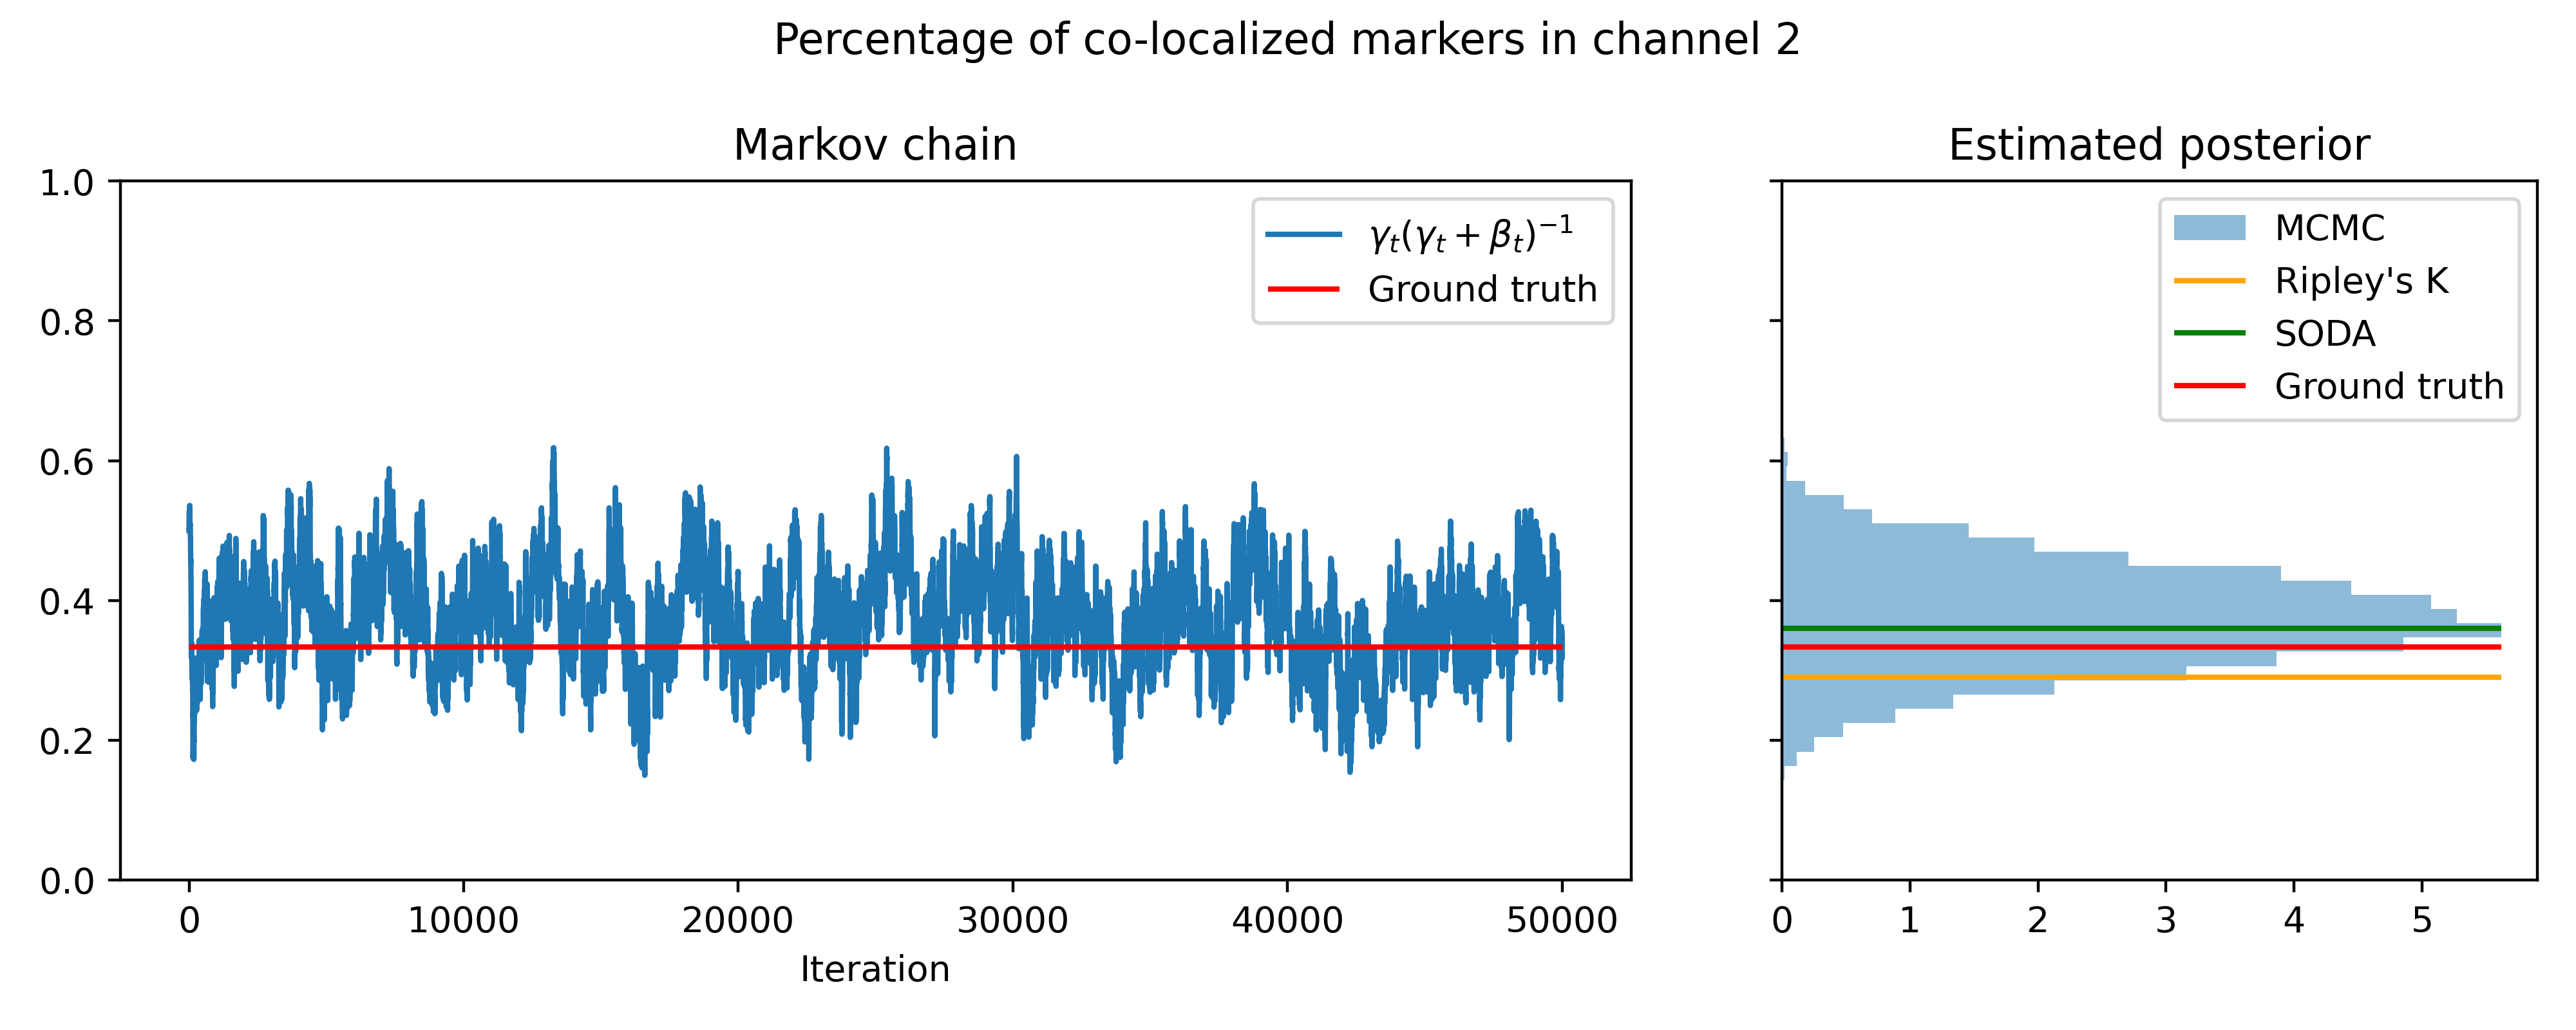 Percentage of co-localized markers in channel 2
Markov chain
1.0
0.8
0.6
0.4
0.2
0.0
0 10000 20000 30000 40000 50000
Iteration
γₜ(γₜ + βₜ)⁻¹
Ground truth
Estimated posterior
MCMC
Ripley's K
SODA
Ground truth
0 1 2 3 4 5